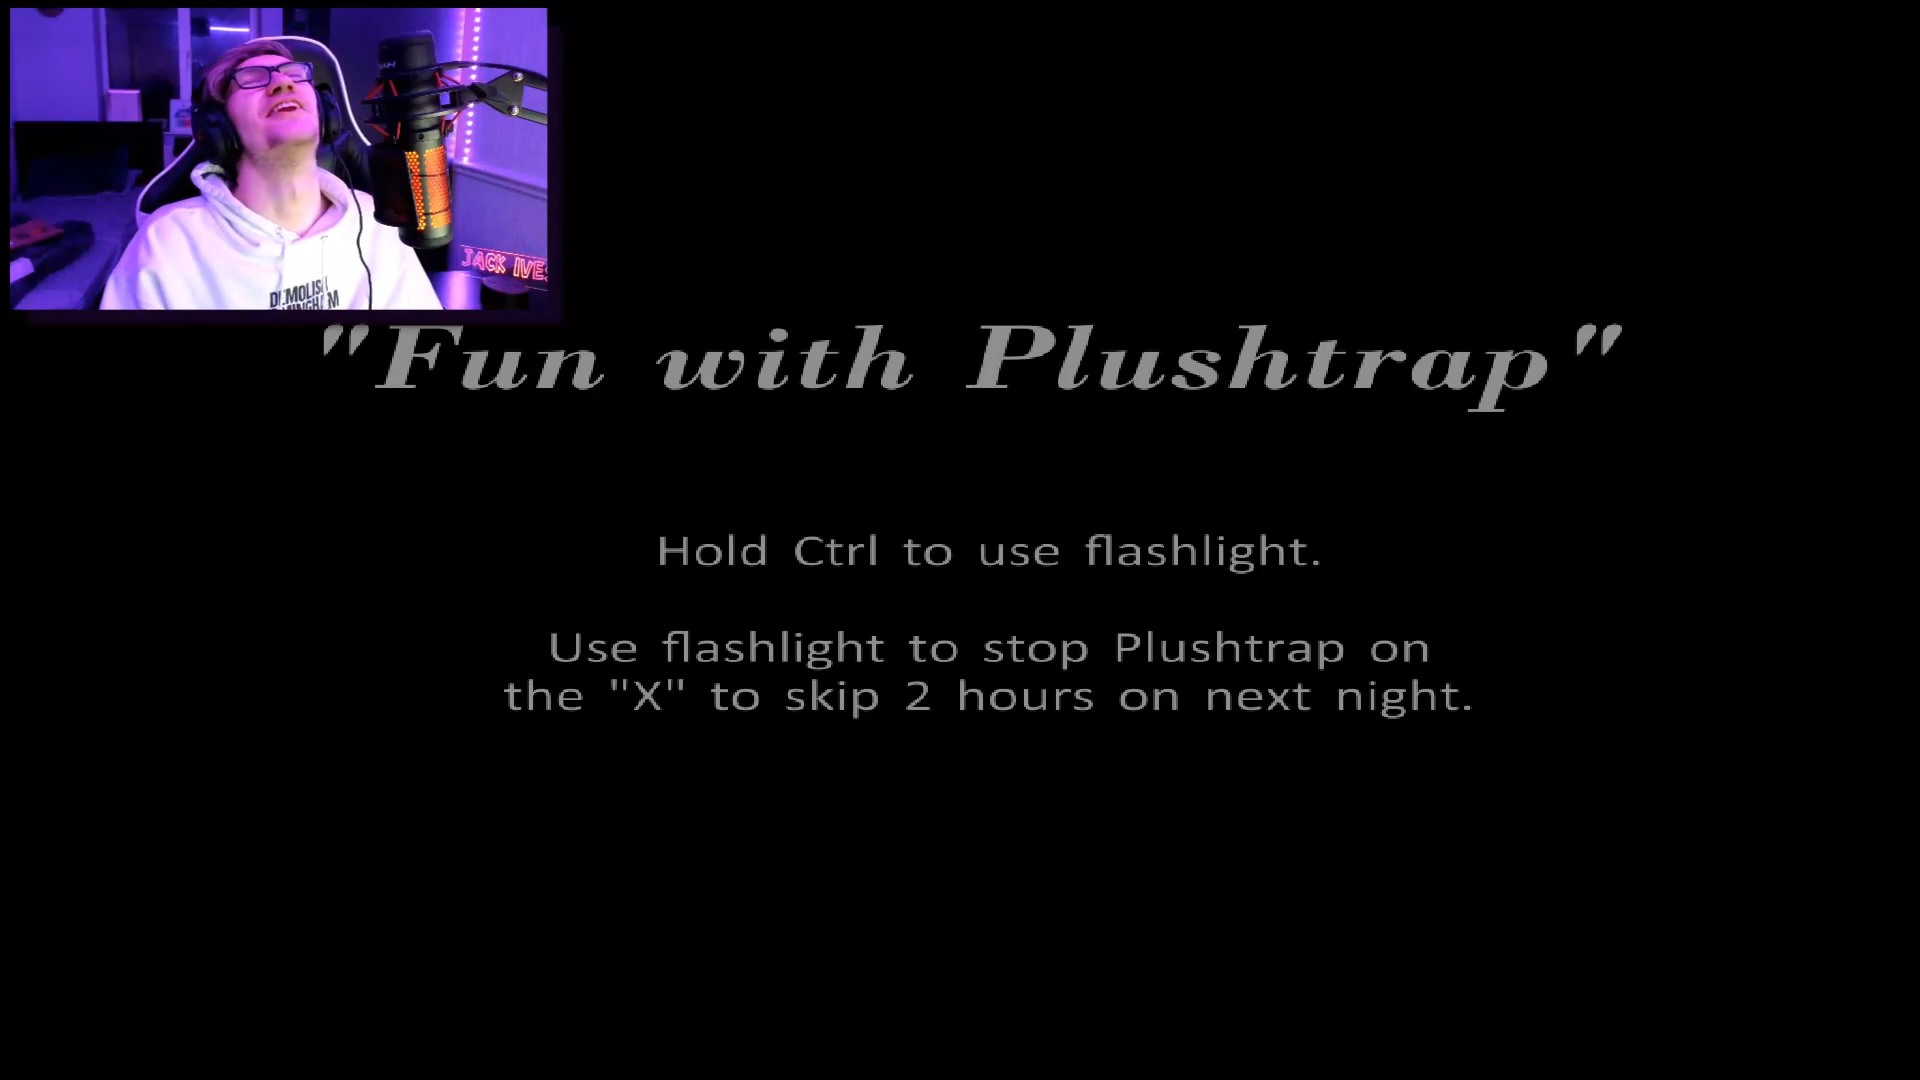 JACK IVES
"Fun with Plushtrap"
Hold Ctrl to use flashlight.
Use flashlight to stop Plushtrap on
the "X" to skip 2 hours on next night.